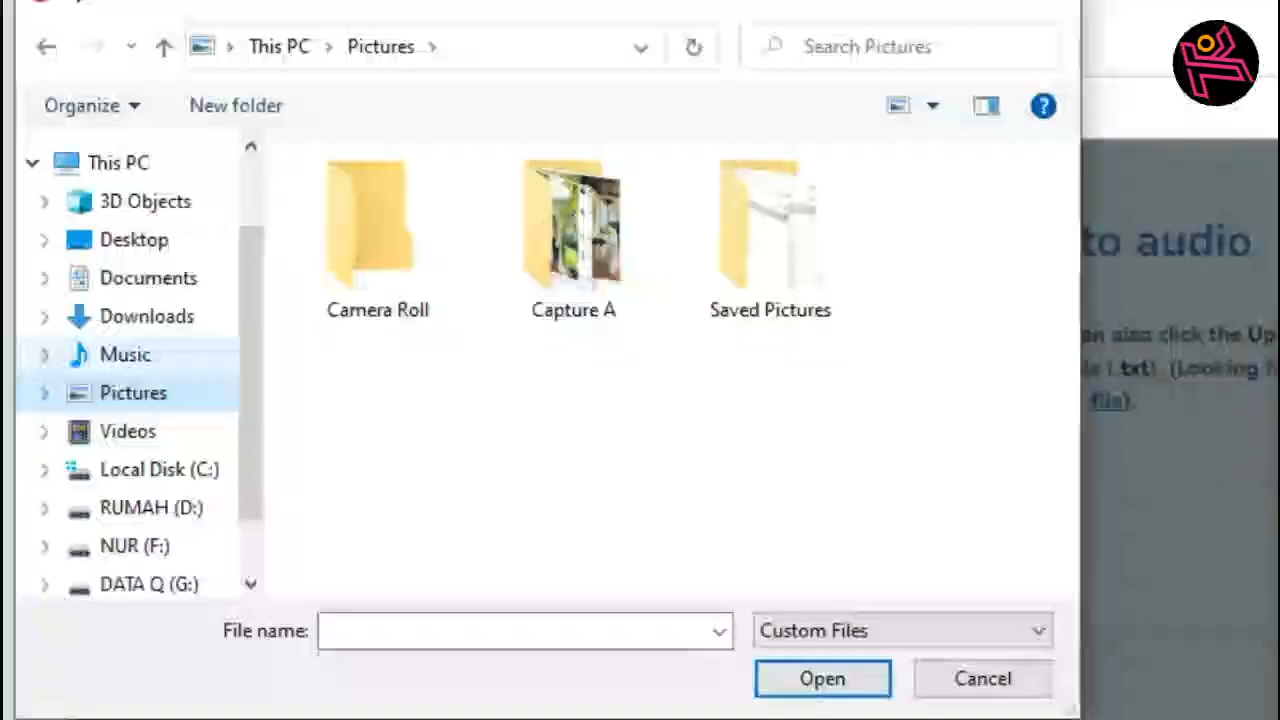 This PC > Pictures >
Search Pictures
Organize
New folder
?
This PC
3D Objects
Desktop
Documents
Downloads
Music
Pictures
Videos
Local Disk (C:)
RUMAH (D:)
NUR (F:)
DATA Q (G:)
Camera Roll
Capture A
Saved Pictures
to audio
an also click the Up
(.txt). (Looking
file).
File name:
Custom Files
Open
Cancel